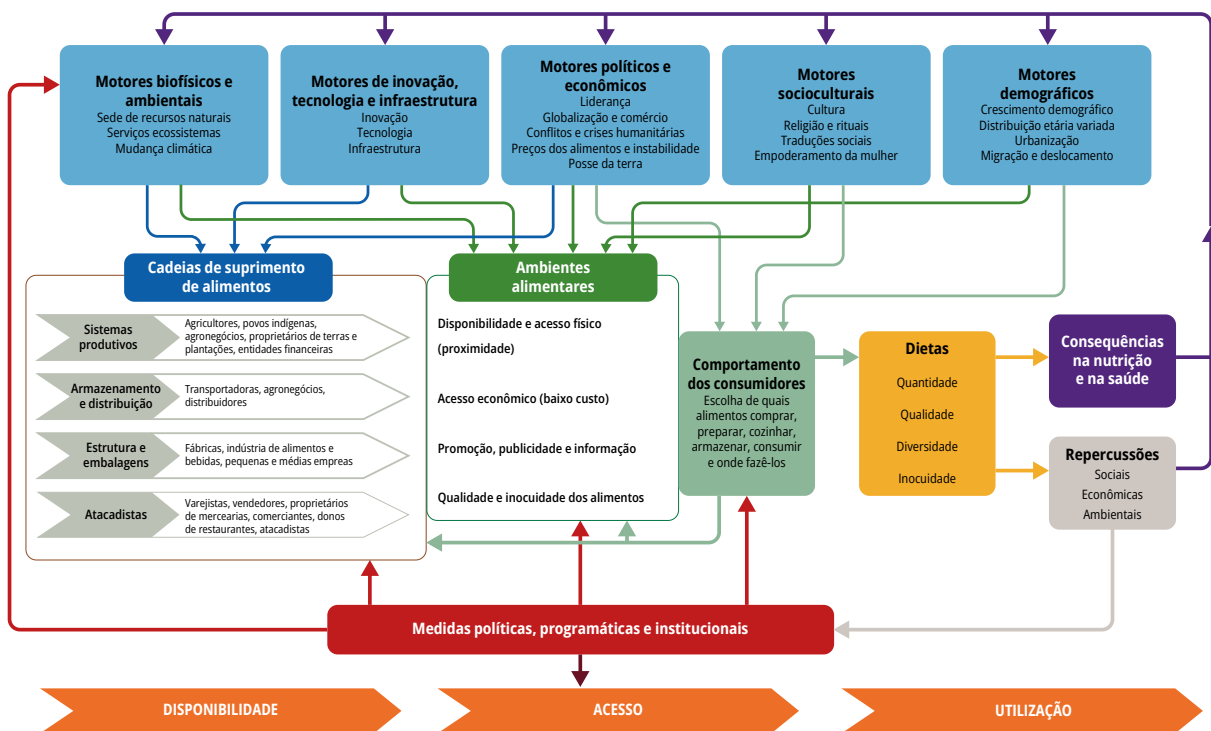 Motores biofísicos e
ambientais
Sede de recursos naturais
Serviços ecossistemas
Mudança climática
Motores de inovação,
tecnologia e infraestrutura
Inovação
Tecnologia
Infraestrutura
Motores políticos e
econômicos
Liderança
Globalização e comércio
Conflitos e crises humanitárias
Preços dos alimentos e instabilidade
Posse da terra
Motores
socioculturais
Cultura
Religião e rituais
Traduções sociais
Empoderamento da mulher
Motores
demográficos
Crescimento demográfico
Distribuição etária variada
Urbanização
Migração e deslocamento
Cadeias de suprimento
de alimentos
Sistemas
produtivos
Agricultores, povos indígenas,
agronegócios, proprietários de terras e
plantações, entidades financeiras
Armazenamento
e distribuição
Transportadoras, agronegócios,
distribuidores
Estrutura e
embalagens
Fábricas, indústria de alimentos e
bebidas, pequenas e médias empreas
Atacadistas
Varejistas, vendedores, proprietários
de mercearias, comerciantes, donos
de restaurantes, atacadistas
Ambientes
alimentares
Disponibilidade e acesso físico
(proximidade)
Acesso econômico (baixo custo)
Promoção, publicidade e informação
Qualidade e inocuidade dos alimentos
Comportamento
dos consumidores
Escolha de quais
alimentos comprar,
preparar, cozinhar,
armazenar, consumir
e onde fazê-los
Dietas
Quantidade
Qualidade
Diversidade
Inocuidade
Consequências
na nutrição
e na saúde
Repercussões
Sociais
Econômicas
Ambientais
Medidas políticas, programáticas e institucionais
DISPONIBILIDADE
ACESSO
UTILIZAÇÃO